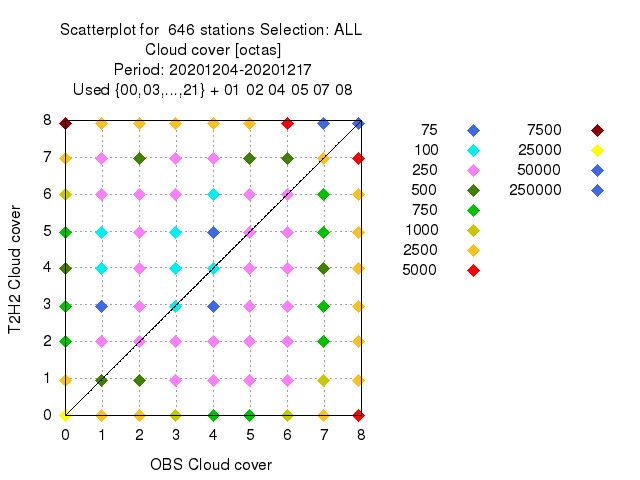 Scatterplot for 646 stations Selection: ALL
Cloud cover [octas]
Period: 20201204-20201217
Used {00,03,...,21} + 01 02 04 05 07 08
8
7
6
5
4
3
2
1
0
T2H2 Cloud cover
0 1 2 3 4 5 6 7 8
OBS Cloud cover
75 7500
100 25000
250 50000
500 250000
750
1000
2500
5000